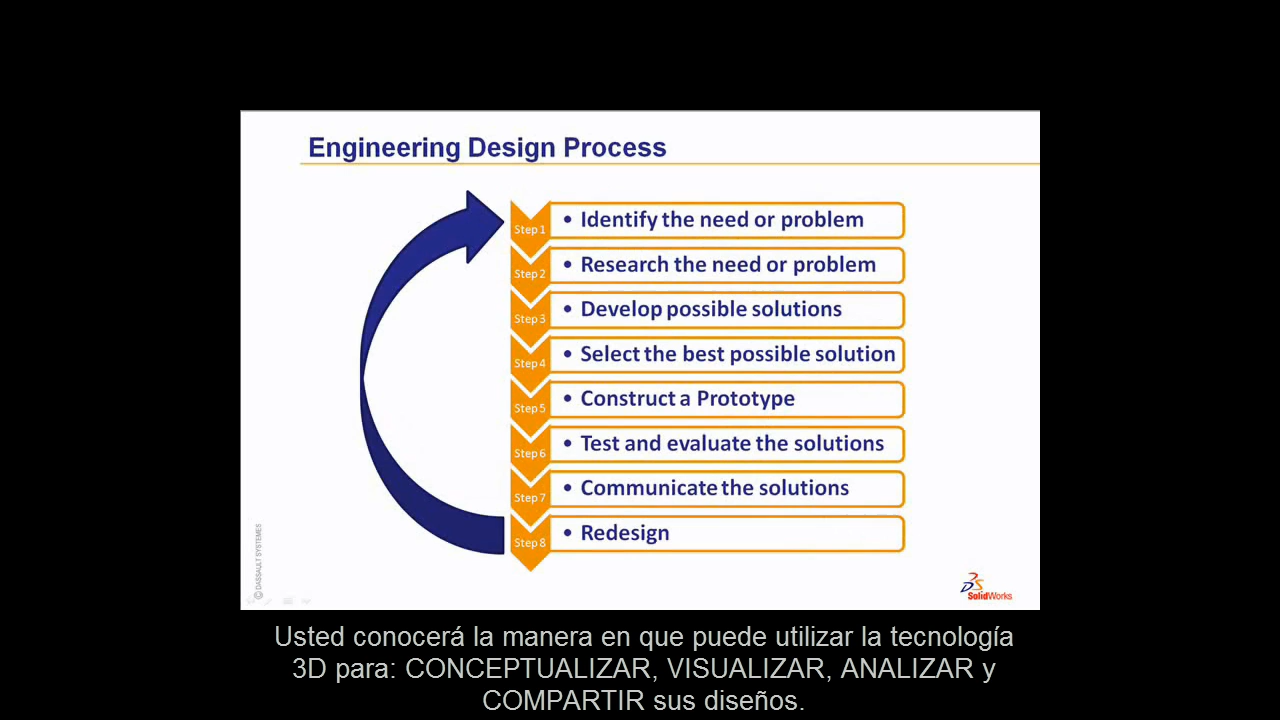 Engineering Design Process
Step 1
• Identify the need or problem
Step 2
• Research the need or problem
Step 3
• Develop possible solutions
Step 4
• Select the best possible solution
Step 5
• Construct a Prototype
Step 6
• Test and evaluate the solutions
Step 7
• Communicate the solutions
Step 8
• Redesign
© DASSAULT SYSTEMES
SolidWorks
Usted conocerá la manera en que puede utilizar la tecnología
3D para: CONCEPTUALIZAR, VISUALIZAR, ANALIZAR y
COMPARTIR sus diseños.